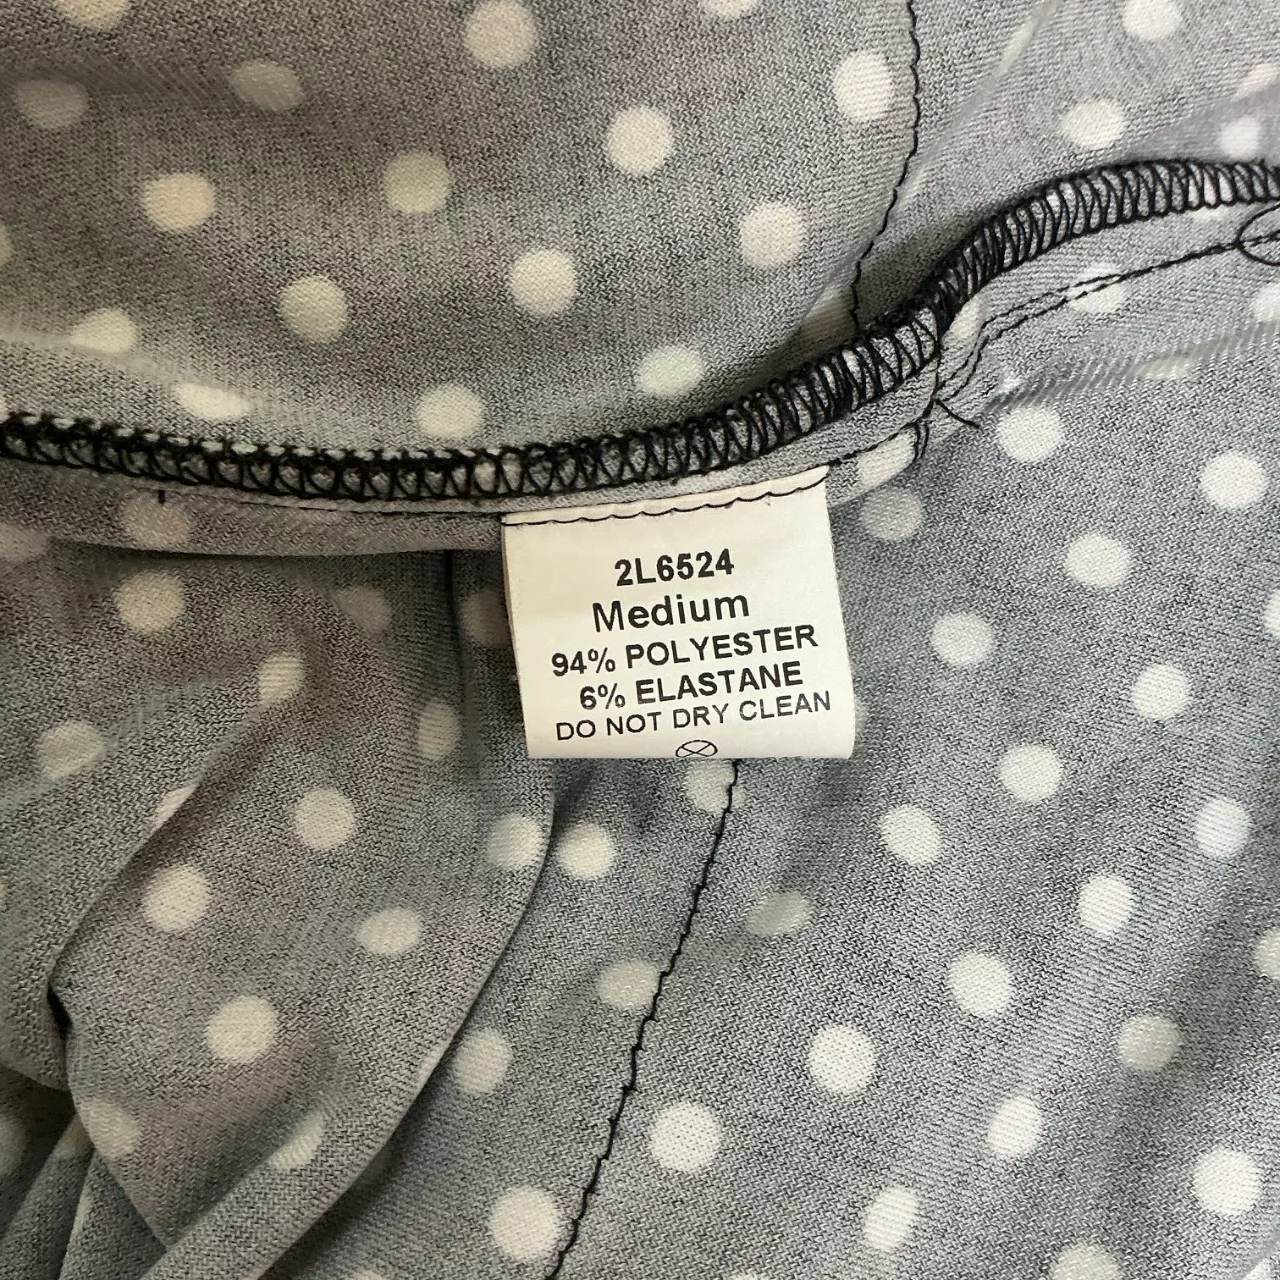 2L6524
Medium
94% POLYESTER
6% ELASTANE
DO NOT DRY CLEAN